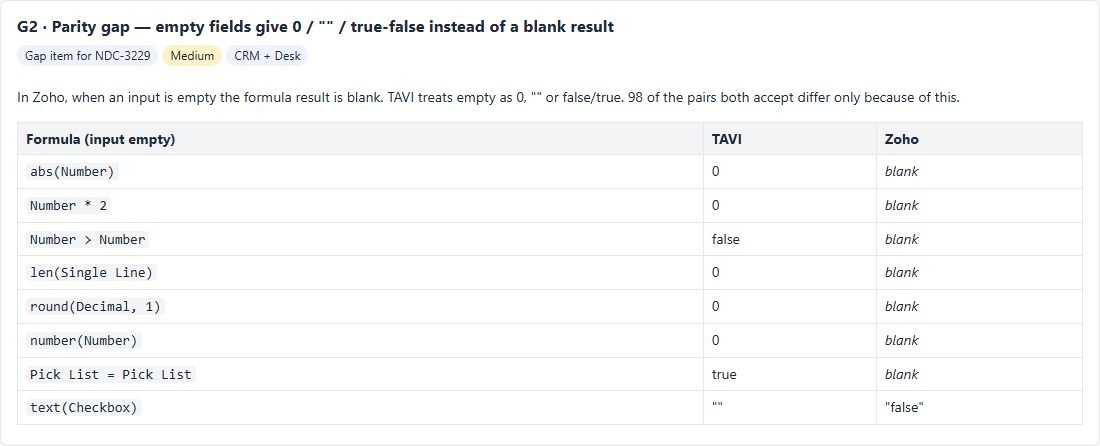 G2 · Parity gap — empty fields give 0 / "" / true-false instead of a blank result
Gap item for NDC-3229 Medium CRM + Desk
In Zoho, when an input is empty the formula result is blank. TAVI treats empty as 0, "" or false/true. 98 of the pairs both accept differ only because of this.
Formula (input empty) TAVI Zoho
abs(Number) 0 blank
Number * 2 0 blank
Number > Number false blank
len(Single Line) 0 blank
round(Decimal, 1) 0 blank
number(Number) 0 blank
Pick List = Pick List true blank
text(Checkbox) "" "false"